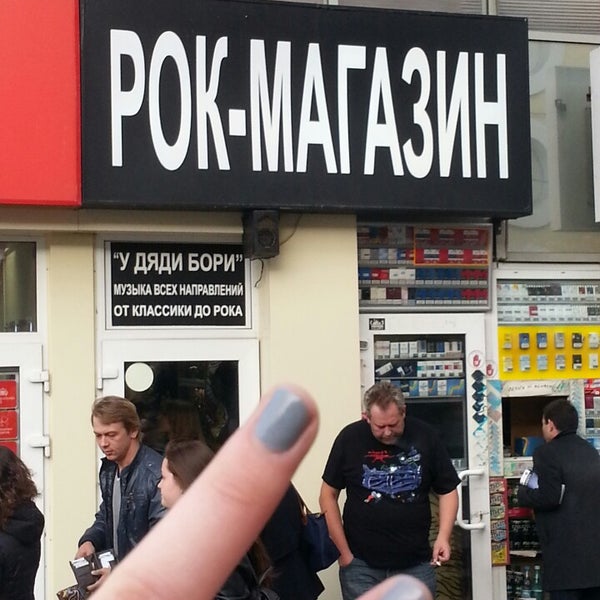 РОК-МАГАЗИН
"У ДЯДИ БОРИ"
МУЗЫКА ВСЕХ НАПРАВЛЕНИЙ
ОТ КЛАССИКИ ДО РОКА